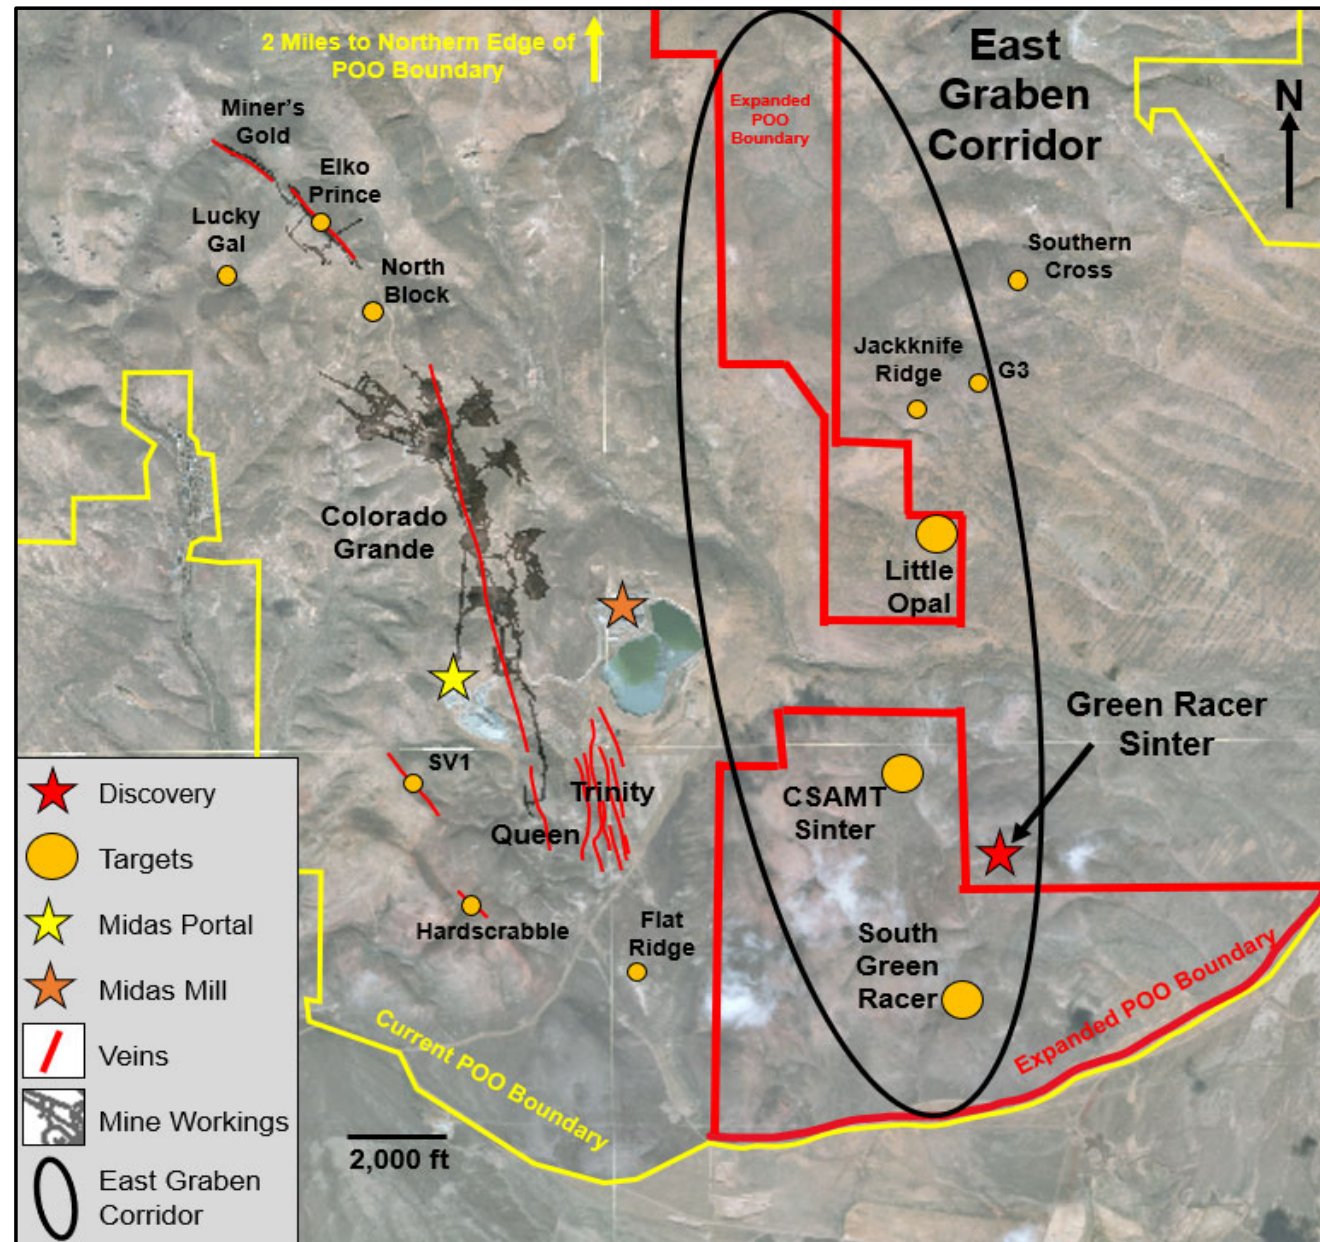 2 Miles to Northern Edge of
POO Boundary
East
Graben
Corridor
N
Expanded
POO
Boundary
Miner's
Gold
Elko
Prince
Lucky
Gal
North
Block
Southern
Cross
Jackknife
Ridge
G3
Colorado
Grande
Little
Opal
Green Racer
Sinter
SV1
Trinity
Queen
CSAMT
Sinter
Hardscrabble
Flat
Ridge
South
Green
Racer
Current POO Boundary
Expanded POO Boundary
2,000 ft
Discovery
Targets
Midas Portal
Midas Mill
Veins
Mine Workings
East Graben
Corridor